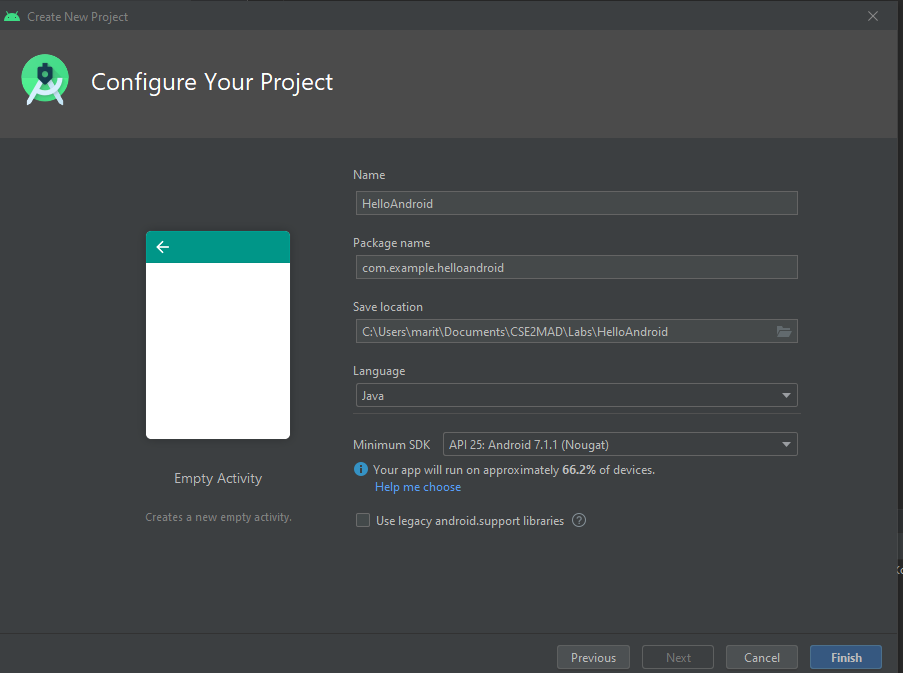 Create New Project
Configure Your Project
Name
HelloAndroid
Package name
com.example.helloandroid
Save location
C:\Users\marit\Documents\CSE2MAD\Labs\HelloAndroid
Language
Java
Minimum SDK API 25: Android 7.1.1 (Nougat)
Your app will run on approximately 66.2% of devices.
Help me choose
Use legacy android.support libraries ?
Empty Activity
Creates a new empty activity.
Previous Next Cancel Finish